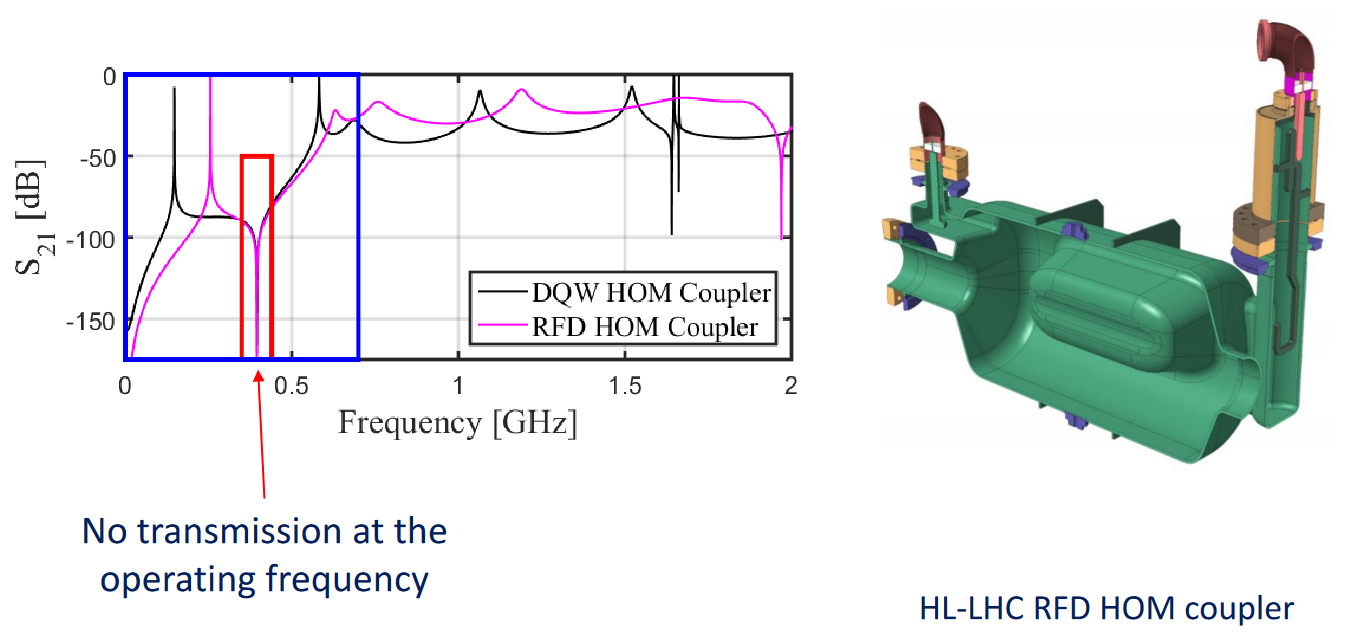 0
-50
-100
-150
S21 [dB]
DQW HOM Coupler
RFD HOM Coupler
0 0.5 1 1.5 2
Frequency [GHz]
No transmission at the
operating frequency
HL-LHC RFD HOM coupler